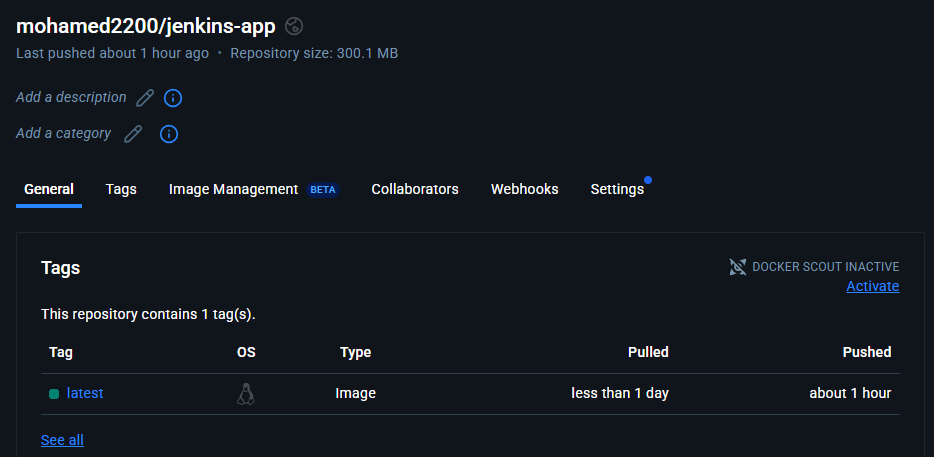 mohamed2200/jenkins-app
Last pushed about 1 hour ago · Repository size: 300.1 MB
Add a description
Add a category
General Tags Image Management BETA Collaborators Webhooks Settings
Tags
DOCKER SCOUT INACTIVE
Activate
This repository contains 1 tag(s).
Tag OS Type Pulled Pushed
latest Image less than 1 day about 1 hour
See all